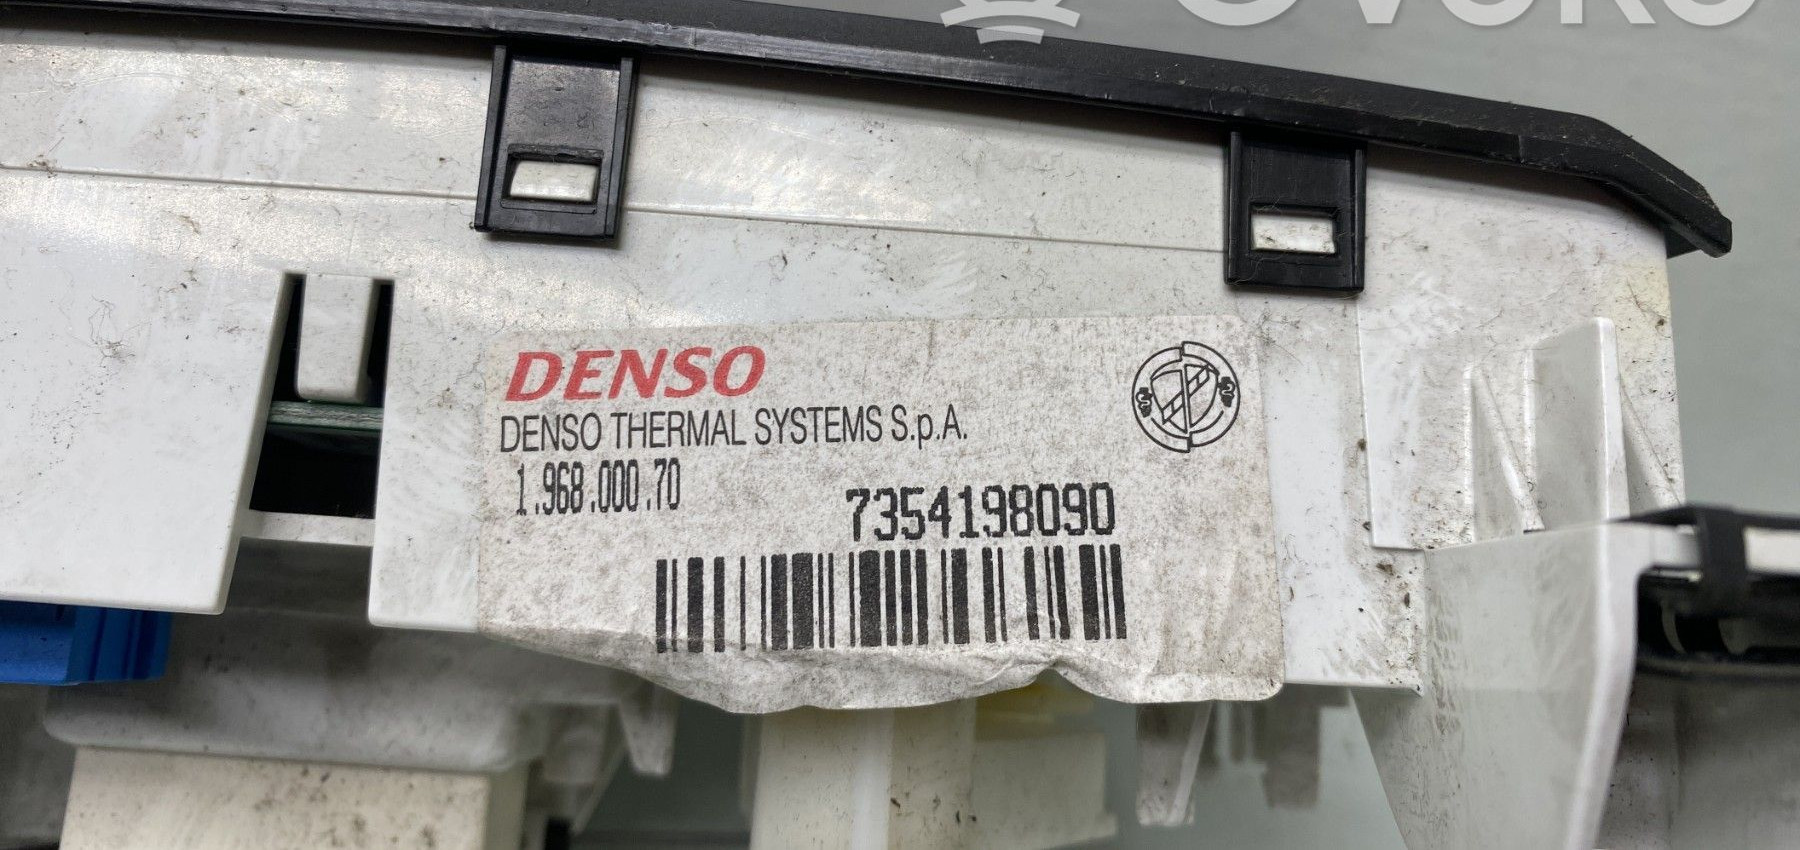 DENSO
DENSO THERMAL SYSTEMS S.p.A.
1.968.000.70
7354198090